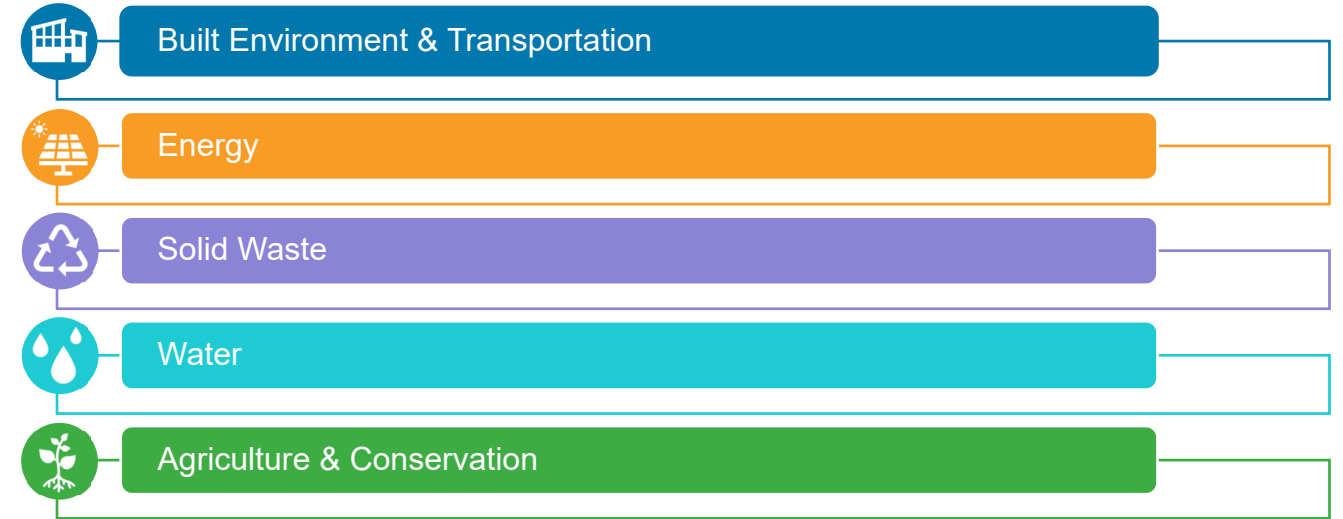 Built Environment & Transportation
Energy
Solid Waste
Water
Agriculture & Conservation